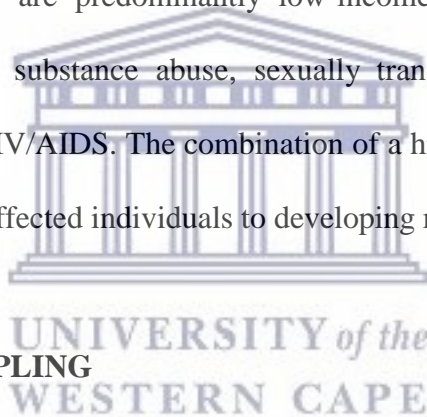 are predominantly low-income
substance abuse, sexually tran
IV/AIDS. The combination of a h
ffected individuals to developing
UNIVERSITY of the
PLING
WESTERN CAPE